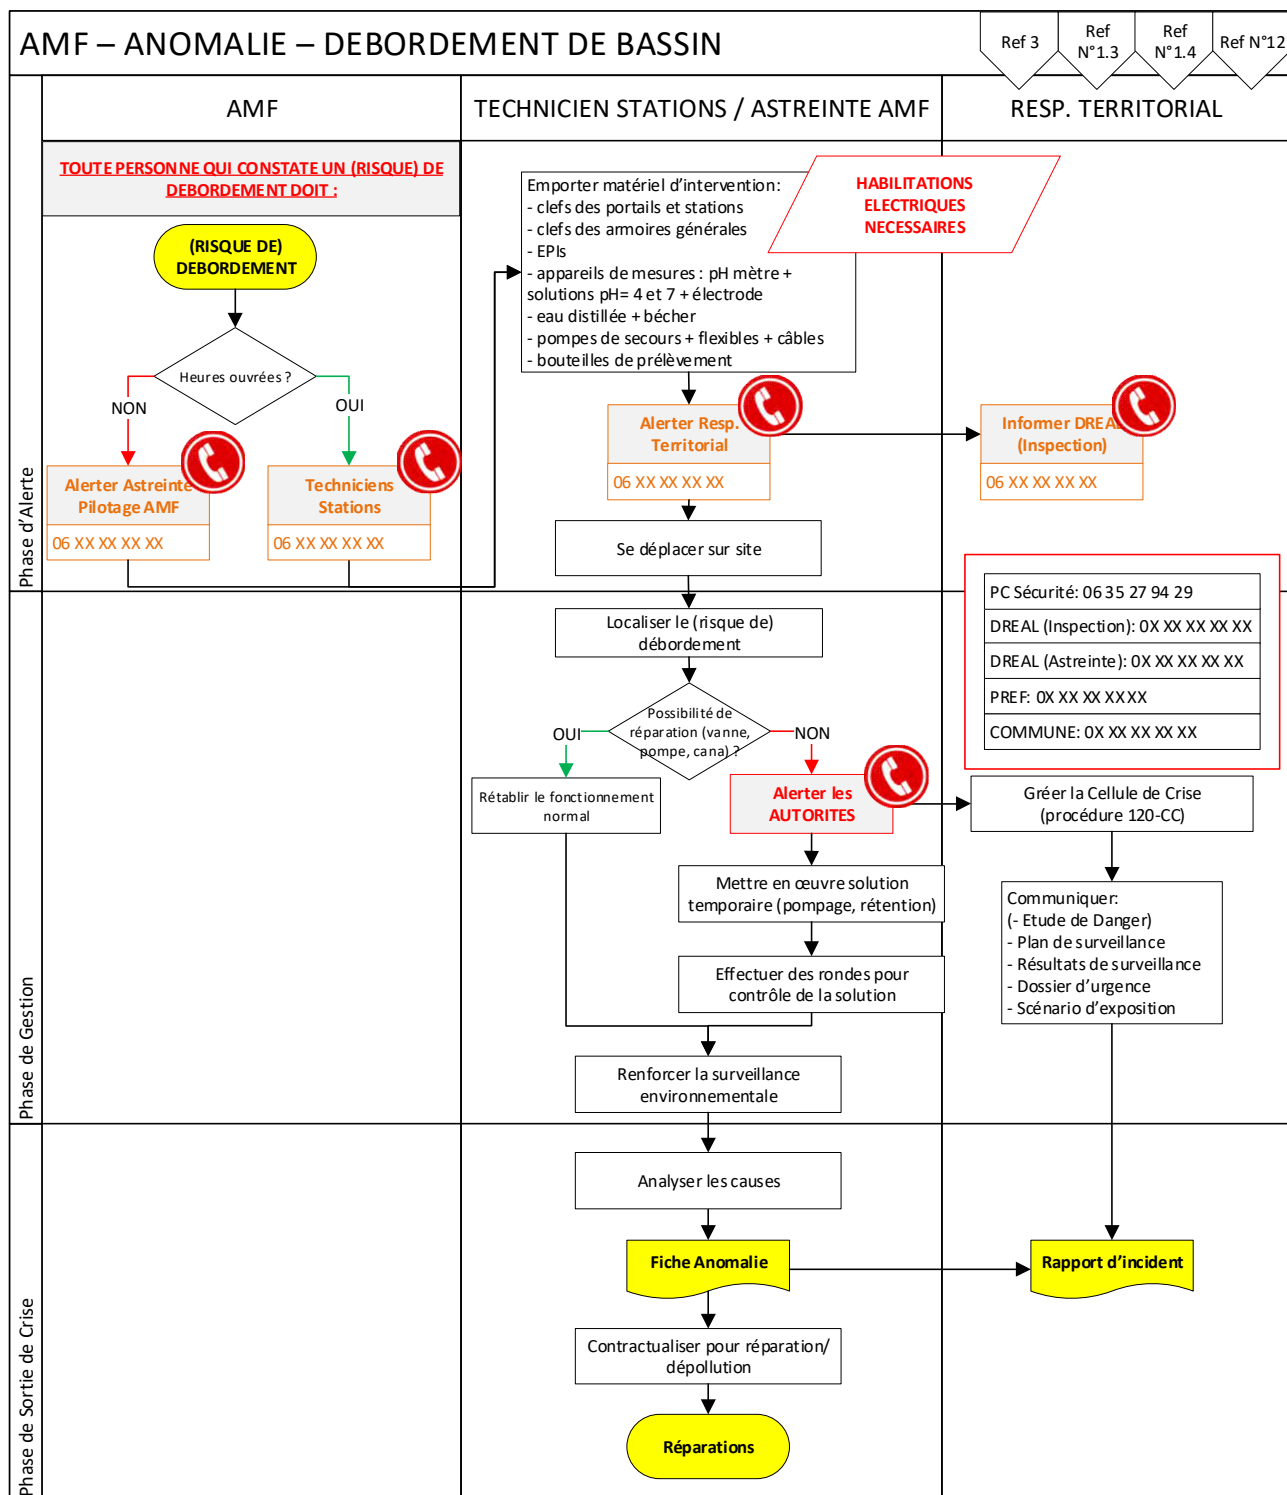 AMF – ANOMALIE – DEBORDEMENT DE BASSIN
Ref 3
Ref
N°1.3
Ref
N°1.4
Ref N°12
AMF
TECHNICIEN STATIONS / ASTREINTE AMF
RESP. TERRITORIAL
Phase d'Alerte
TOUTE PERSONNE QUI CONSTATE UN (RISQUE) DE
DEBORDEMENT DOIT :
(RISQUE DE)
DEBORDEMENT
Heures ouvrées ?
NON
OUI
Alerter Astreinte
Pilotage AMF
06 XX XX XX XX
Techniciens
Stations
06 XX XX XX XX
Emporter matériel d'intervention:
- clefs des portails et stations
- clefs des armoires générales
- EPIs
- appareils de mesures : pH mètre +
solutions pH= 4 et 7 + électrode
- eau distillée + bécher
- pompes de secours + flexibles + câbles
- bouteilles de prélèvement
HABILITATIONS
ELECTRIQUES
NECESSAIRES
Alerter Resp.
Territorial
06 XX XX XX XX
Informer DREAL
(Inspection)
06 XX XX XX XX
Se déplacer sur site
PC Sécurité: 06 35 27 94 29
DREAL (Inspection): 0X XX XX XX XX
DREAL (Astreinte): 0X XX XX XX XX
PREF: 0X XX XX XX XX
COMMUNE: 0X XX XX XX XX
Phase de Gestion
Localiser le (risque de)
débordement
Possibilité de
réparation (vanne,
pompe, cana) ?
OUI
NON
Rétablir le fonctionnement
normal
Alerter les
AUTORITES
Gréer la Cellule de Crise
(procédure 120-CC)
Mettre en œuvre solution
temporaire (pompage, rétention)
Communiquer:
(- Etude de Danger)
- Plan de surveillance
- Résultats de surveillance
- Dossier d'urgence
- Scénario d'exposition
Effectuer des rondes pour
contrôle de la solution
Renforcer la surveillance
environnementale
Phase de Sortie de Crise
Analyser les causes
Fiche Anomalie
Rapport d'incident
Contractualiser pour réparation/
dépollution
Réparations